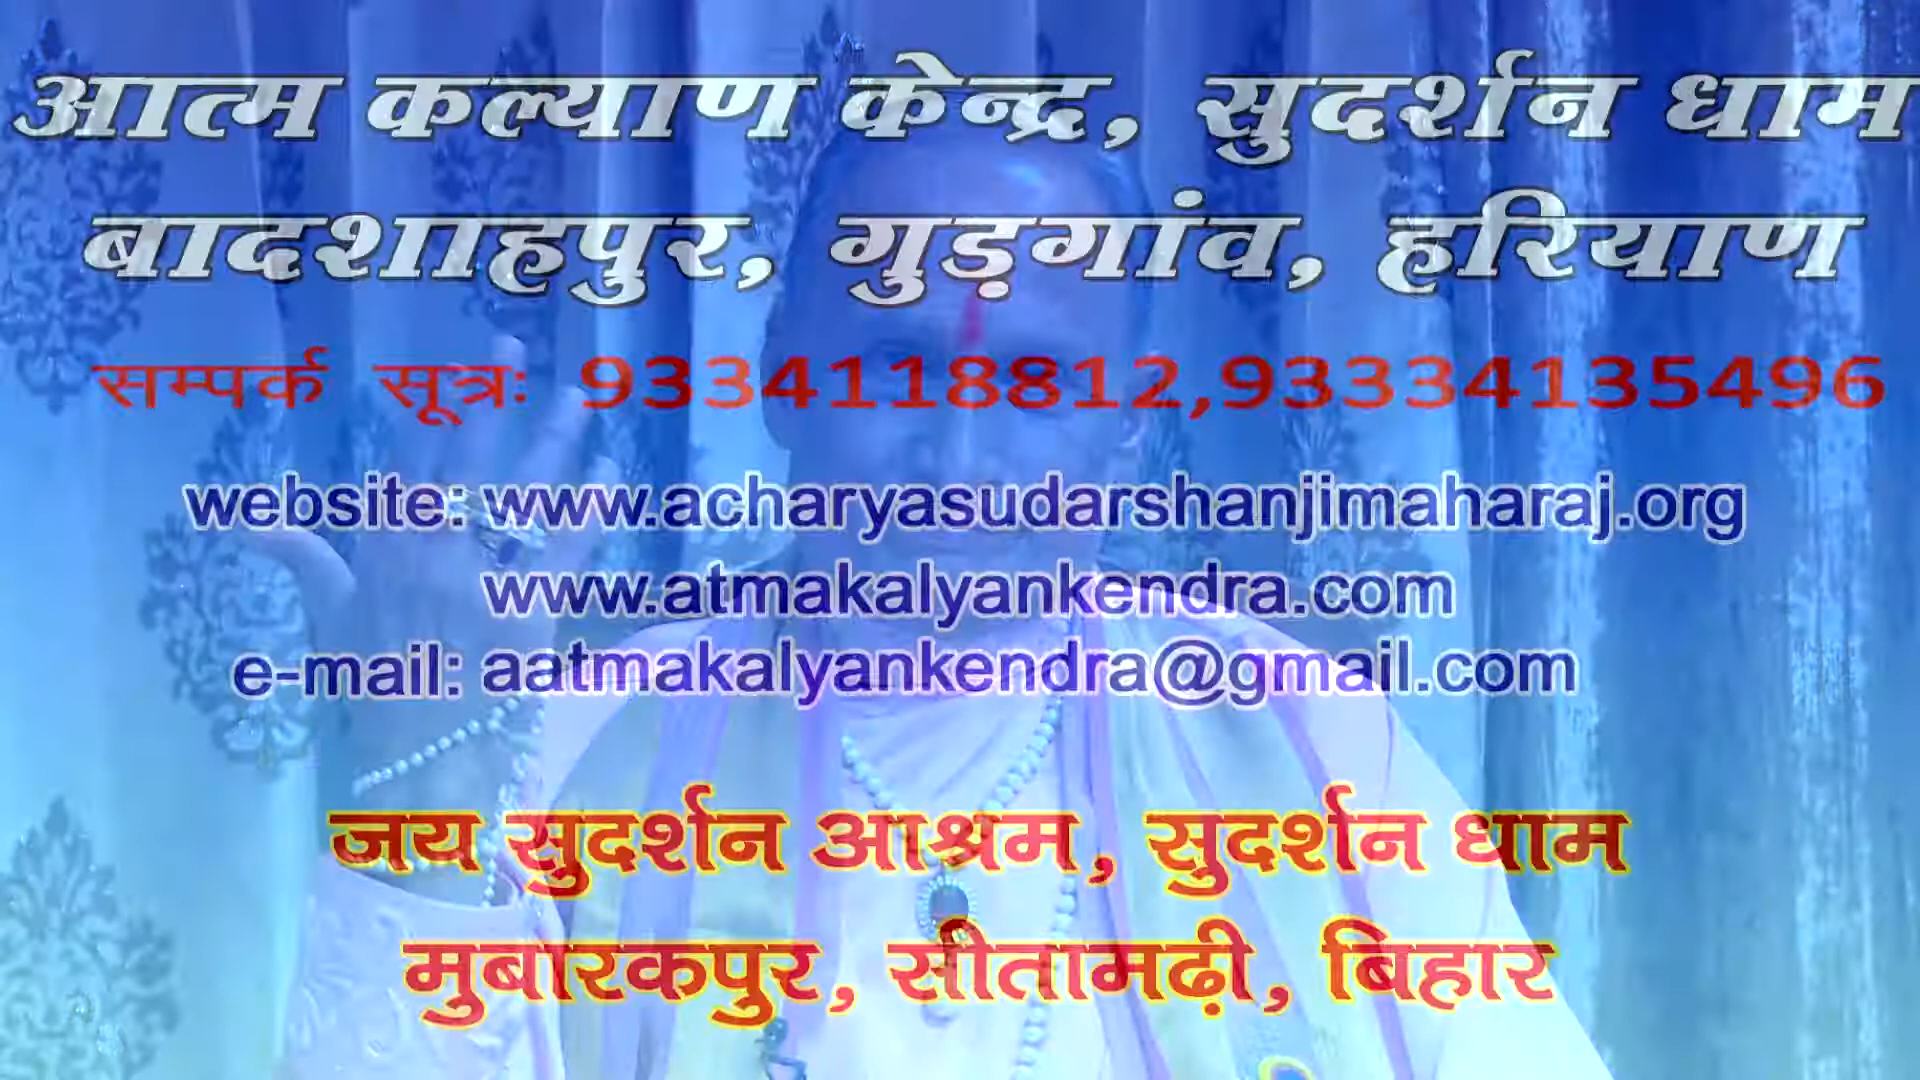 आत्म कल्याण केन्द्र, सुदर्शन धाम
बादशाहपुर, गुड़गांव, हरियाण
सम्पर्क सूत्रः 9334118812,93334135496
website: www.acharyasudarshanjimaharaj.org
www.atmakalyankendra.com
e-mail: aatmakalyankendra@gmail.com
जय सुदर्शन आश्रम, सुदर्शन धाम
मुबारकपुर, सीतामढ़ी, बिहार